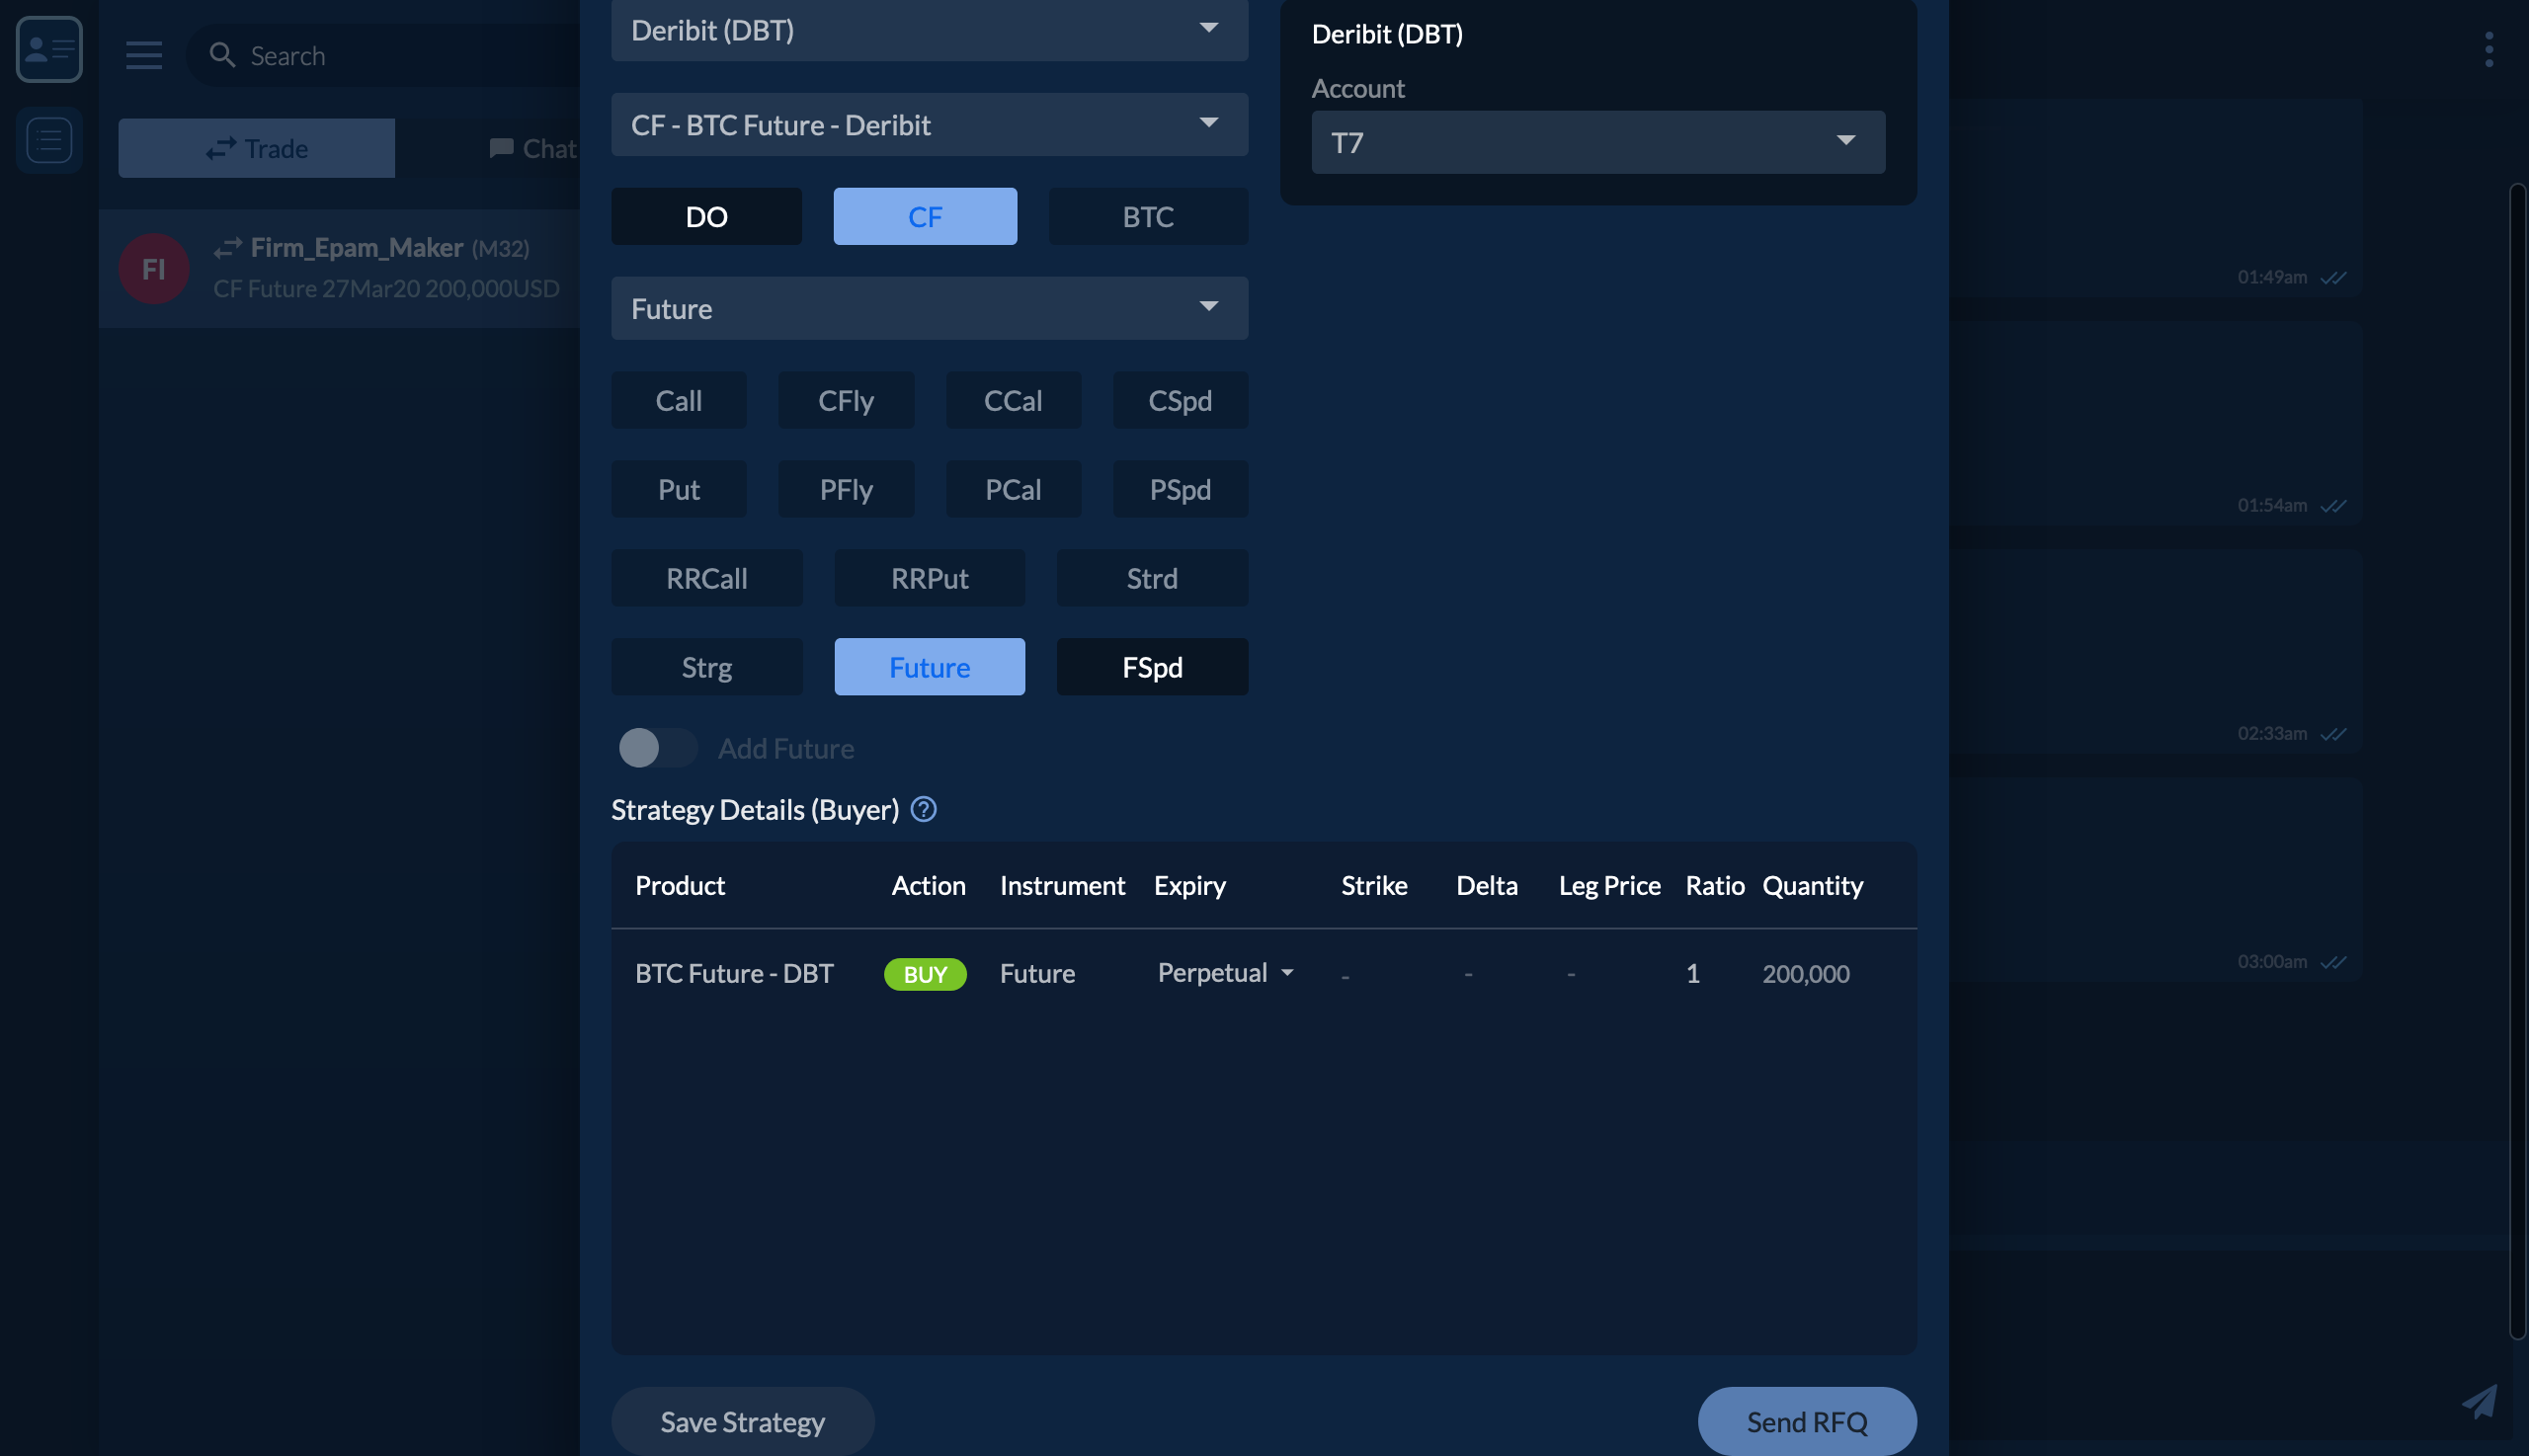 Search
Trade
Chat
FI
Firm_Epam_Maker (M32)
CF Future 27Mar20 200,000USD
Deribit (DBT)
CF - BTC Future - Deribit
DO
CF
BTC
Future
Call
CFly
CCal
CSpd
Put
PFly
PCal
PSpd
RRCall
RRPut
Strd
Strg
Future
FSpd
Add Future
Deribit (DBT)
Account
T7
Strategy Details (Buyer) ?
Product Action Instrument Expiry Strike Delta Leg Price Ratio Quantity
BTC Future - DBT BUY Future Perpetual - - - 1 200,000
Save Strategy
Send RFQ
01:49am
01:54am
02:33am
03:00am